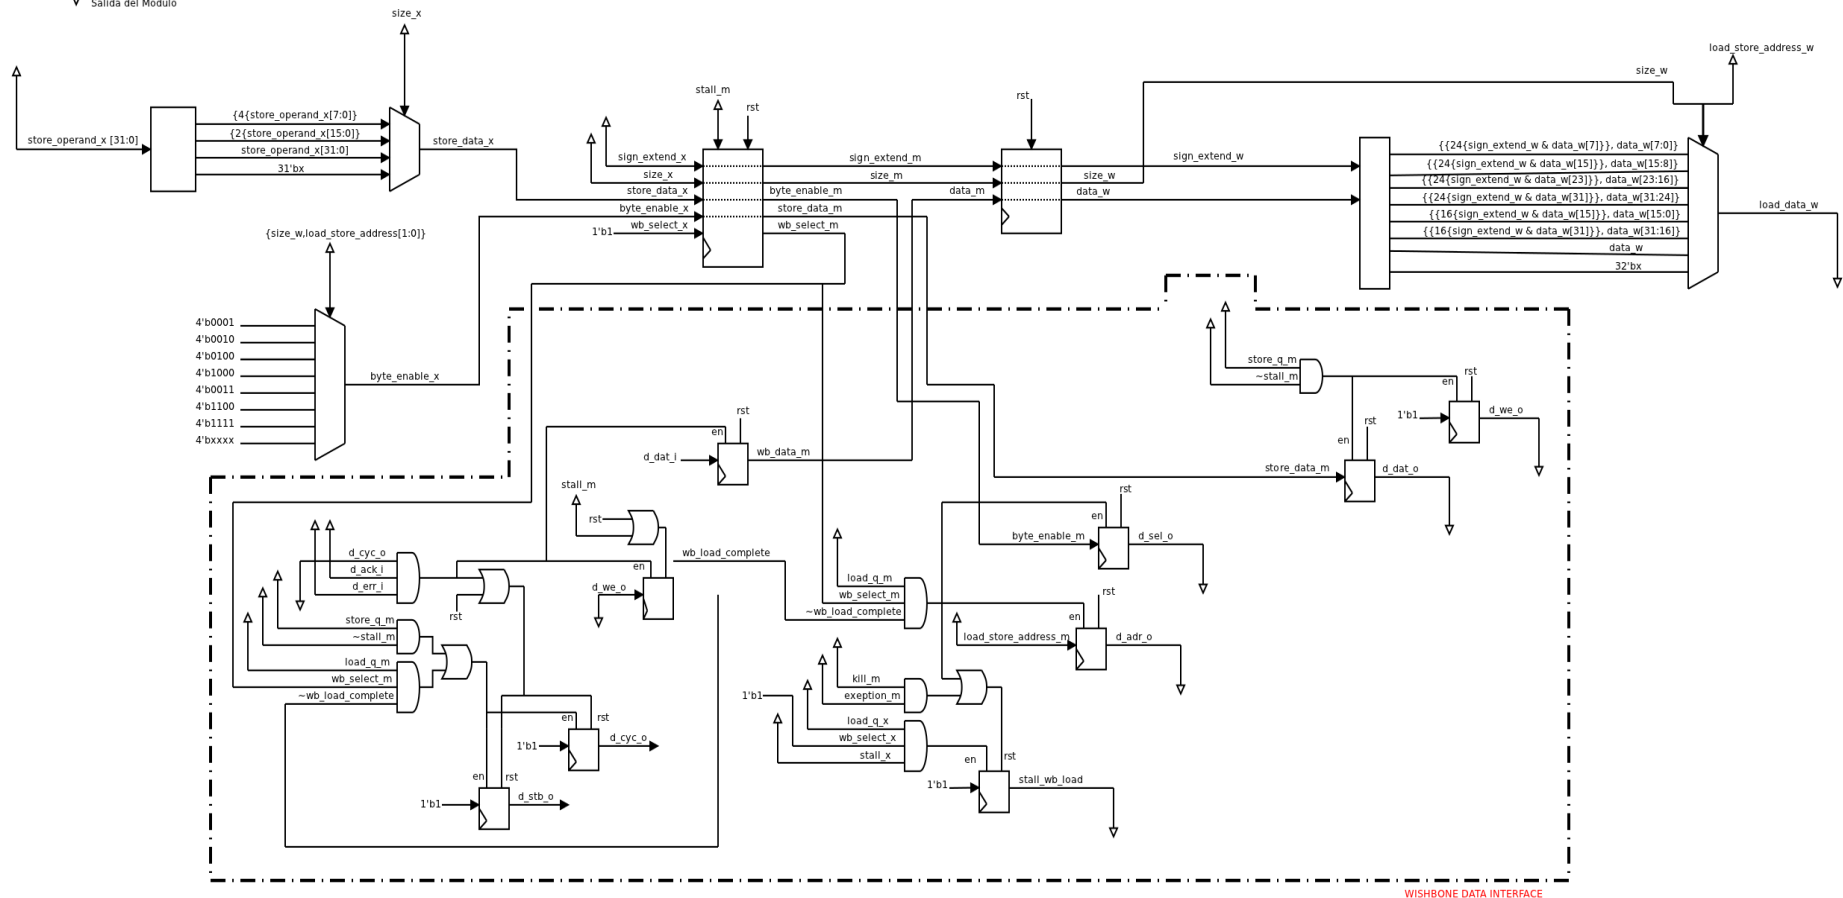 Salida del Módulo
size_x
load_store_address_w
size_w
stall_m
rst
rst
store_operand_x [31:0]
{4{store_operand_x[7:0]}
{2{store_operand_x[15:0]}
store_operand_x[31:0]
31'bx
store_data_x
sign_extend_x
size_x
store_data_x
byte_enable_x
1'b1
wb_select_x
sign_extend_m
size_m
byte_enable_m
data_m
store_data_m
wb_select_m
sign_extend_w
size_w
data_w
{{24{sign_extend_w & data_w[7]}}, data_w[7:0]}
{{24{sign_extend_w & data_w[15]}}, data_w[15:8]}
{{24{sign_extend_w & data_w[23]}}, data_w[23:16]}
{{24{sign_extend_w & data_w[31]}}, data_w[31:24]}
{{16{sign_extend_w & data_w[15]}}, data_w[15:0]}
{{16{sign_extend_w & data_w[31]}}, data_w[31:16]}
data_w
32'bx
load_data_w
{size_w,load_store_address[1:0]}
4'b0001
4'b0010
4'b0100
4'b1000
4'b0011
4'b1100
4'b1111
4'bxxxx
byte_enable_x
store_q_m
~stall_m
en
rst
1'b1
d_we_o
rst
en
store_data_m
d_dat_o
rst
en
d_dat_i
wb_data_m
stall_m
rst
wb_load_complete
en
d_we_o
d_cyc_o
d_ack_i
d_err_i
rst
store_q_m
~stall_m
load_q_m
wb_select_m
~wb_load_complete
en
rst
1'b1
d_cyc_o
en
rst
1'b1
d_stb_o
rst
en
byte_enable_m
d_sel_o
load_q_m
wb_select_m
~wb_load_complete
rst
en
load_store_address_m
d_adr_o
kill_m
exeption_m
1'b1
load_q_x
wb_select_x
stall_x
en
rst
1'b1
stall_wb_load
WISHBONE DATA INTERFACE